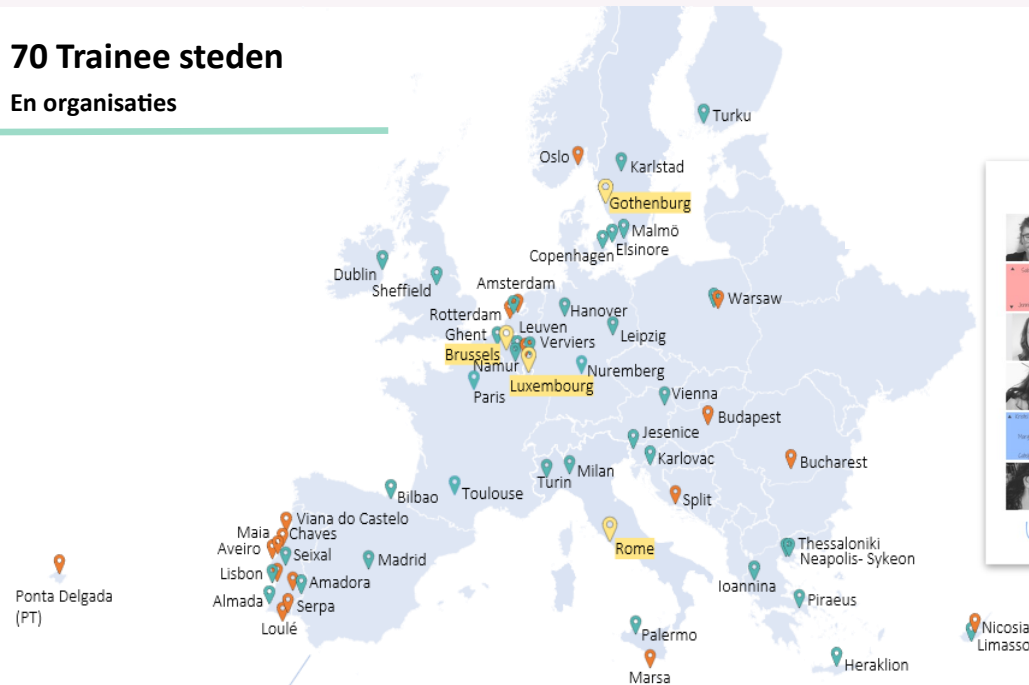 70 Trainee steden
En organisaties
Turku
Oslo
Karlstad
Gothenburg
Malmö
Elsinore
Copenhagen
Dublin
Sheffield
Amsterdam
Warsaw
Rotterdam
Hanover
Leuven
Ghent
Leipzig
Verviers
Brussels
Namur
Nuremberg
Luxembourg
Paris
Vienna
Budapest
Jesenice
Karlovac
Bucharest
Milan
Turin
Toulouse
Bilbao
Split
Viana do Castelo
Maia
Chaves
Aveiro
Seixal
Rome
Thessaloniki
Neapolis- Sykeon
Madrid
Lisbon
Amadora
Ioannina
Ponta Delgada
(PT)
Almada
Serpa
Piraeus
Loulé
Palermo
Nicosia
Limasso
Heraklion
Marsa